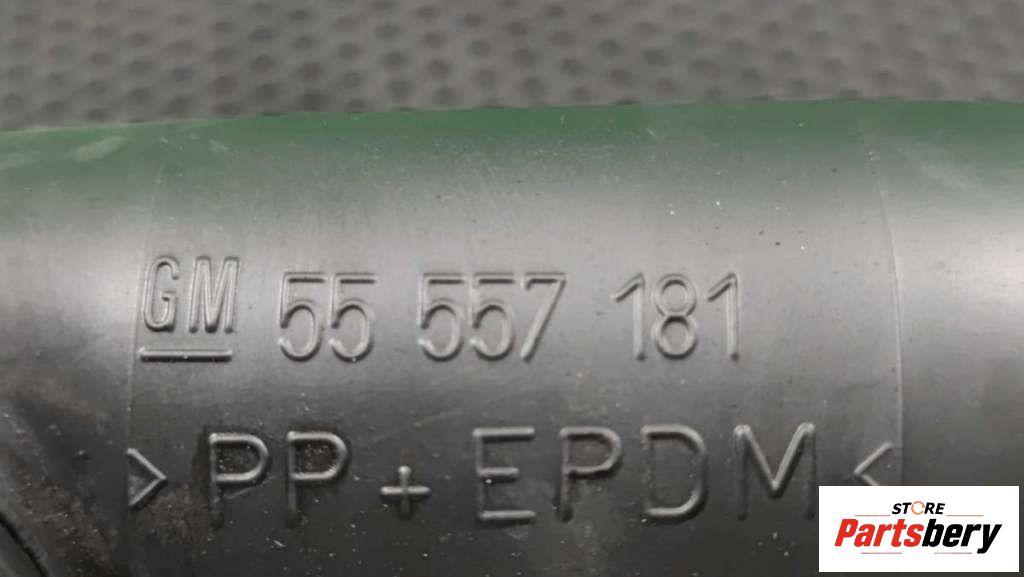 GM 55 557 181
>PP+EPDM<
STORE
Partsbery